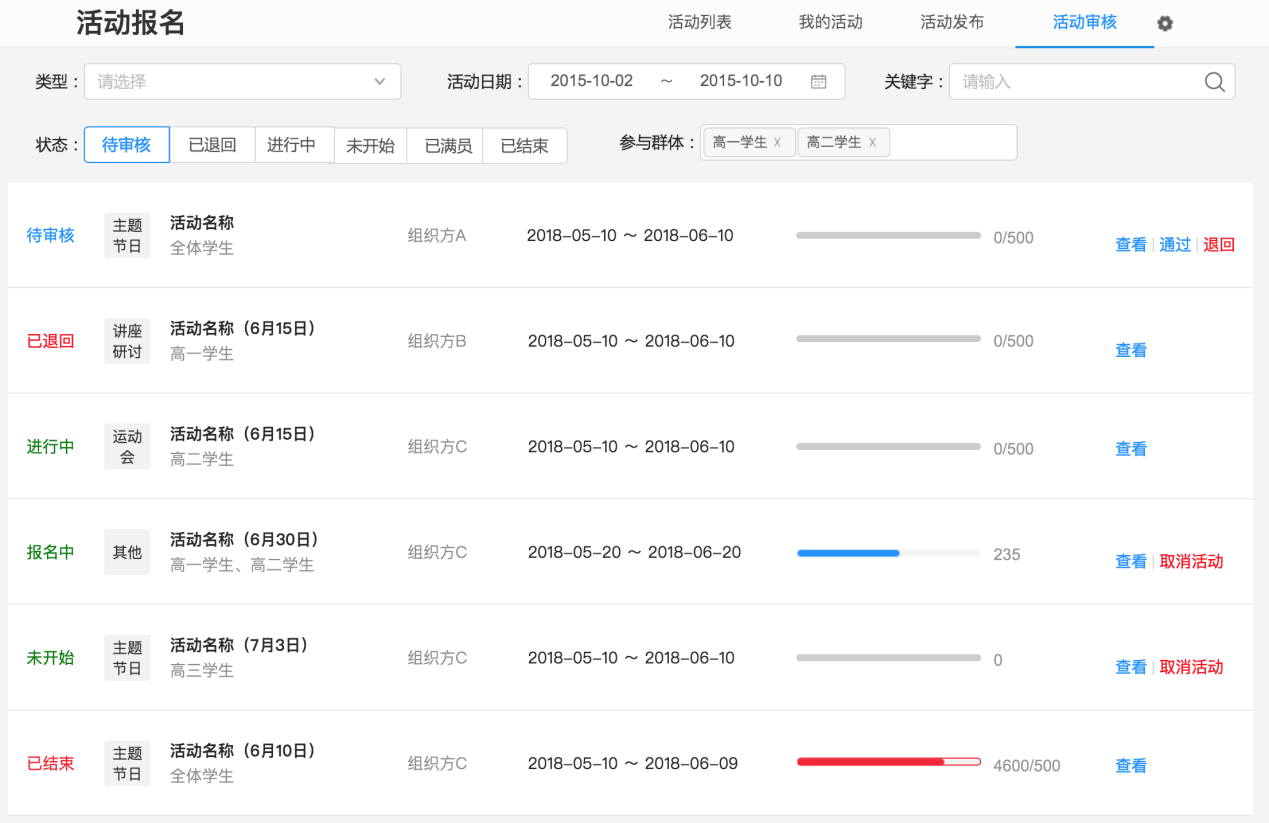 活动报名 活动列表 我的活动 活动发布 活动审核
类型： 请选择 活动日期： 2015-10-02 ～ 2015-10-10 关键字： 请输入
状态： 待审核 已退回 进行中 未开始 已满员 已结束 参与群体： 高一学生 x 高二学生 x
待审核
主题
节日
活动名称
全体学生
组织方A
2018-05-10 ～ 2018-06-10
0/500
查看 | 通过 | 退回
已退回
讲座
研讨
活动名称（6月15日）
高一学生
组织方B
2018-05-10 ～ 2018-06-10
0/500
查看
进行中
运动
会
活动名称（6月15日）
高二学生
组织方C
2018-05-10 ～ 2018-06-10
0/500
查看
报名中
其他
活动名称（6月30日）
高一学生、高二学生
组织方C
2018-05-20 ～ 2018-06-20
235
查看 | 取消活动
未开始
主题
节日
活动名称（7月3日）
高三学生
组织方C
2018-05-10 ～ 2018-06-10
0
查看 | 取消活动
已结束
主题
节日
活动名称（6月10日）
全体学生
组织方C
2018-05-10 ～ 2018-06-09
4600/500
查看